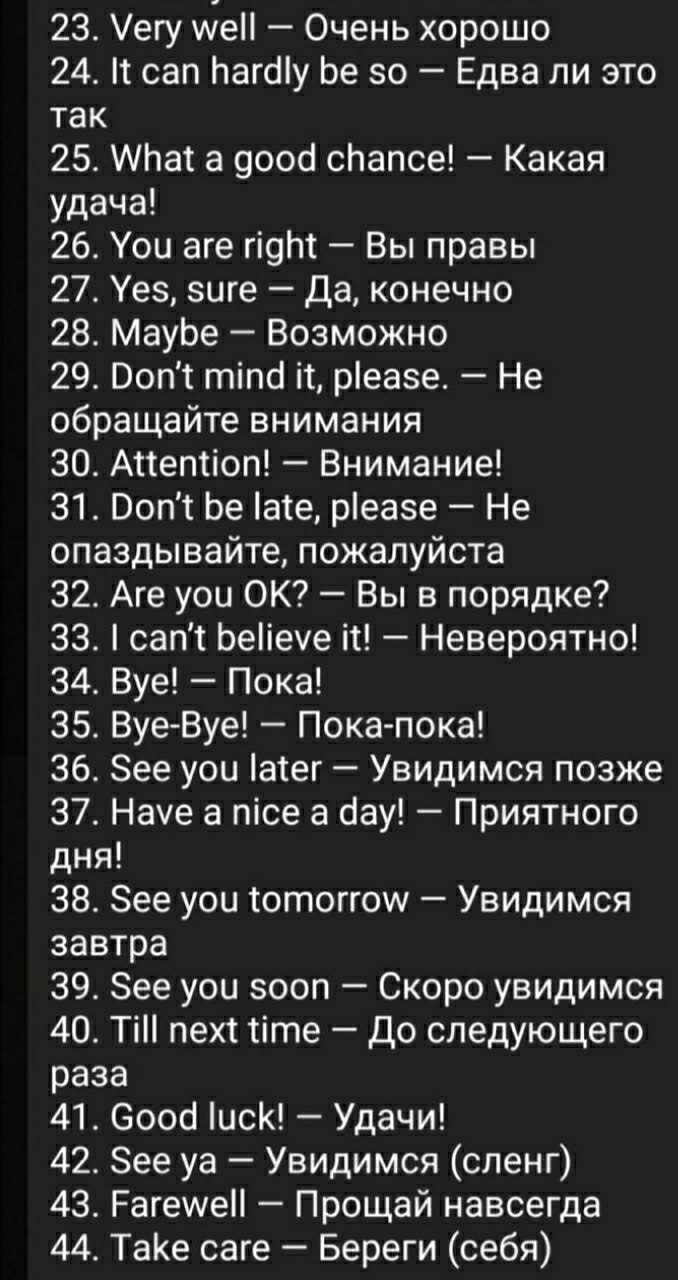 23. Very well — Очень хорошо
24. It can hardly be so — Едва ли это
так
25. What a good chance! — Какая
удача!
26. You are right — Вы правы
27. Yes, sure — Да, конечно
28. Maybe — Возможно
29. Don't mind it, please. — Не
обращайте внимания
30. Attention! — Внимание!
31. Don't be late, please — Не
опаздывайте, пожалуйста
32. Are you OK? — Вы в порядке?
33. I can't believe it! — Невероятно!
34. Bye! — Пока!
35. Bye-Bye! — Пока-пока!
36. See you later — Увидимся позже
37. Have a nice a day! — Приятного
дня!
38. See you tomorrow — Увидимся
завтра
39. See you soon — Скоро увидимся
40. Till next time — До следующего
раза
41. Good luck! — Удачи!
42. See ya — Увидимся (сленг)
43. Farewell — Прощай навсегда
44. Take care — Береги (себя)